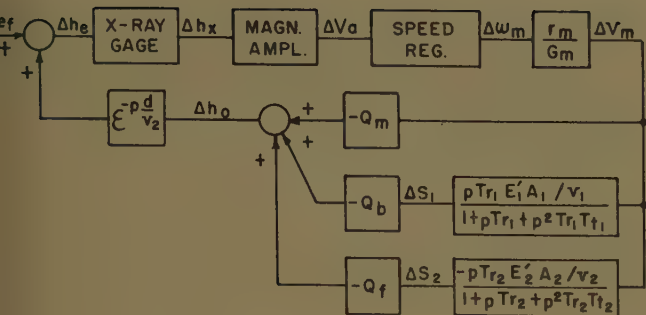 ef
+
Δhe
X-RAY GAGE
Δhx
MAGN. AMPL.
ΔVa
SPEED REG.
Δωm
rm
Gm
ΔVm
+
ε^-p d/v2
Δho
+
-Qm
+
+
-Qb
ΔS1
pTr1 E'1 A1 / v1
1+pTr1+p²Tr1Tt1
-Qf
ΔS2
-pTr2 E'2 A2 / v2
1+pTr2+p²Tr2Tt2